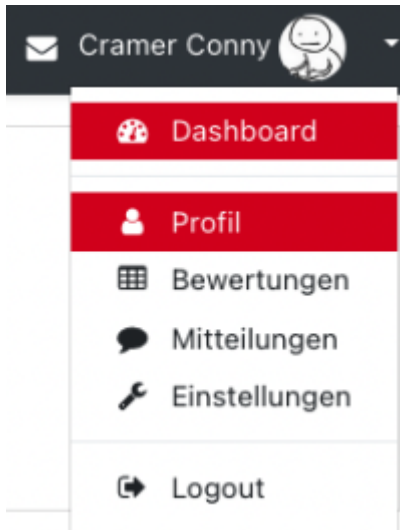 Cramer Conny
Dashboard
Profil
Bewertungen
Mitteilungen
Einstellungen
Logout